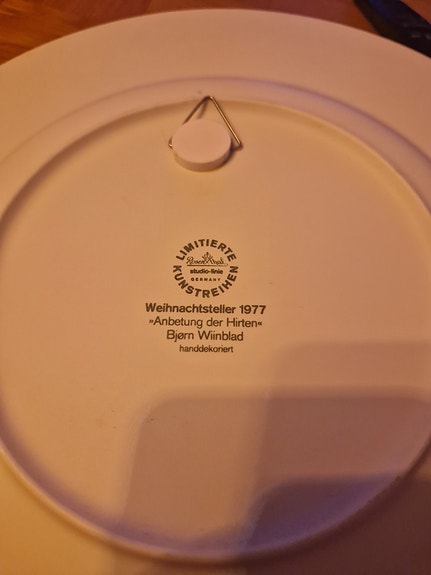 LIMITIERTE
Rosenthal
studio-linie
GERMANY
KUNSTREIHEN
Weihnachtsteller 1977
»Anbetung der Hirten«
Bjørn Wiinblad
handdekoriert